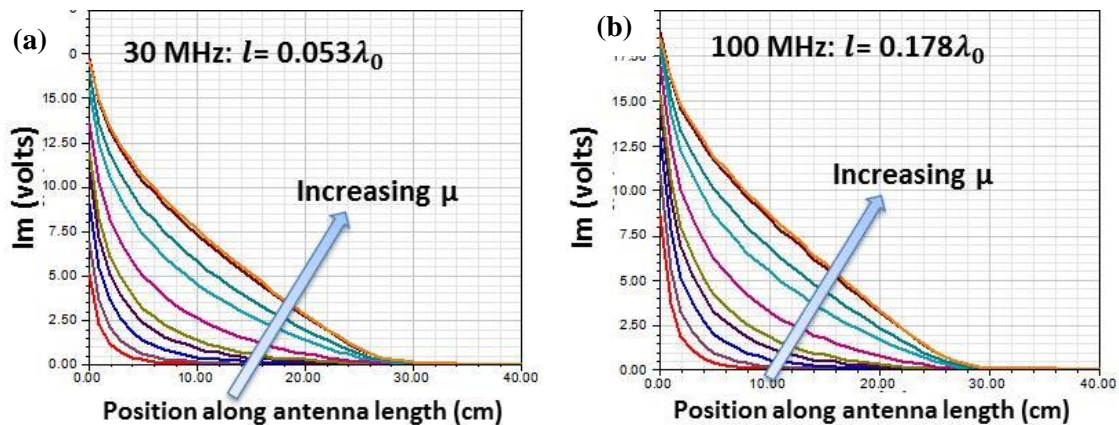 (a)
30 MHz: l= 0.053λ₀
0
15.00
12.50
10.00
7.50
5.00
2.50
0.00
Im (volts)
Increasing μ
0.00 10.00 20.00 30.00 40.00
Position along antenna length (cm)
(b)
100 MHz: l= 0.178λ₀
15.00
12.50
10.00
7.50
5.00
2.50
0.00
Im (volts)
Increasing μ
0.00 10.00 20.00 30.00 40.00
Position along antenna length (cm)